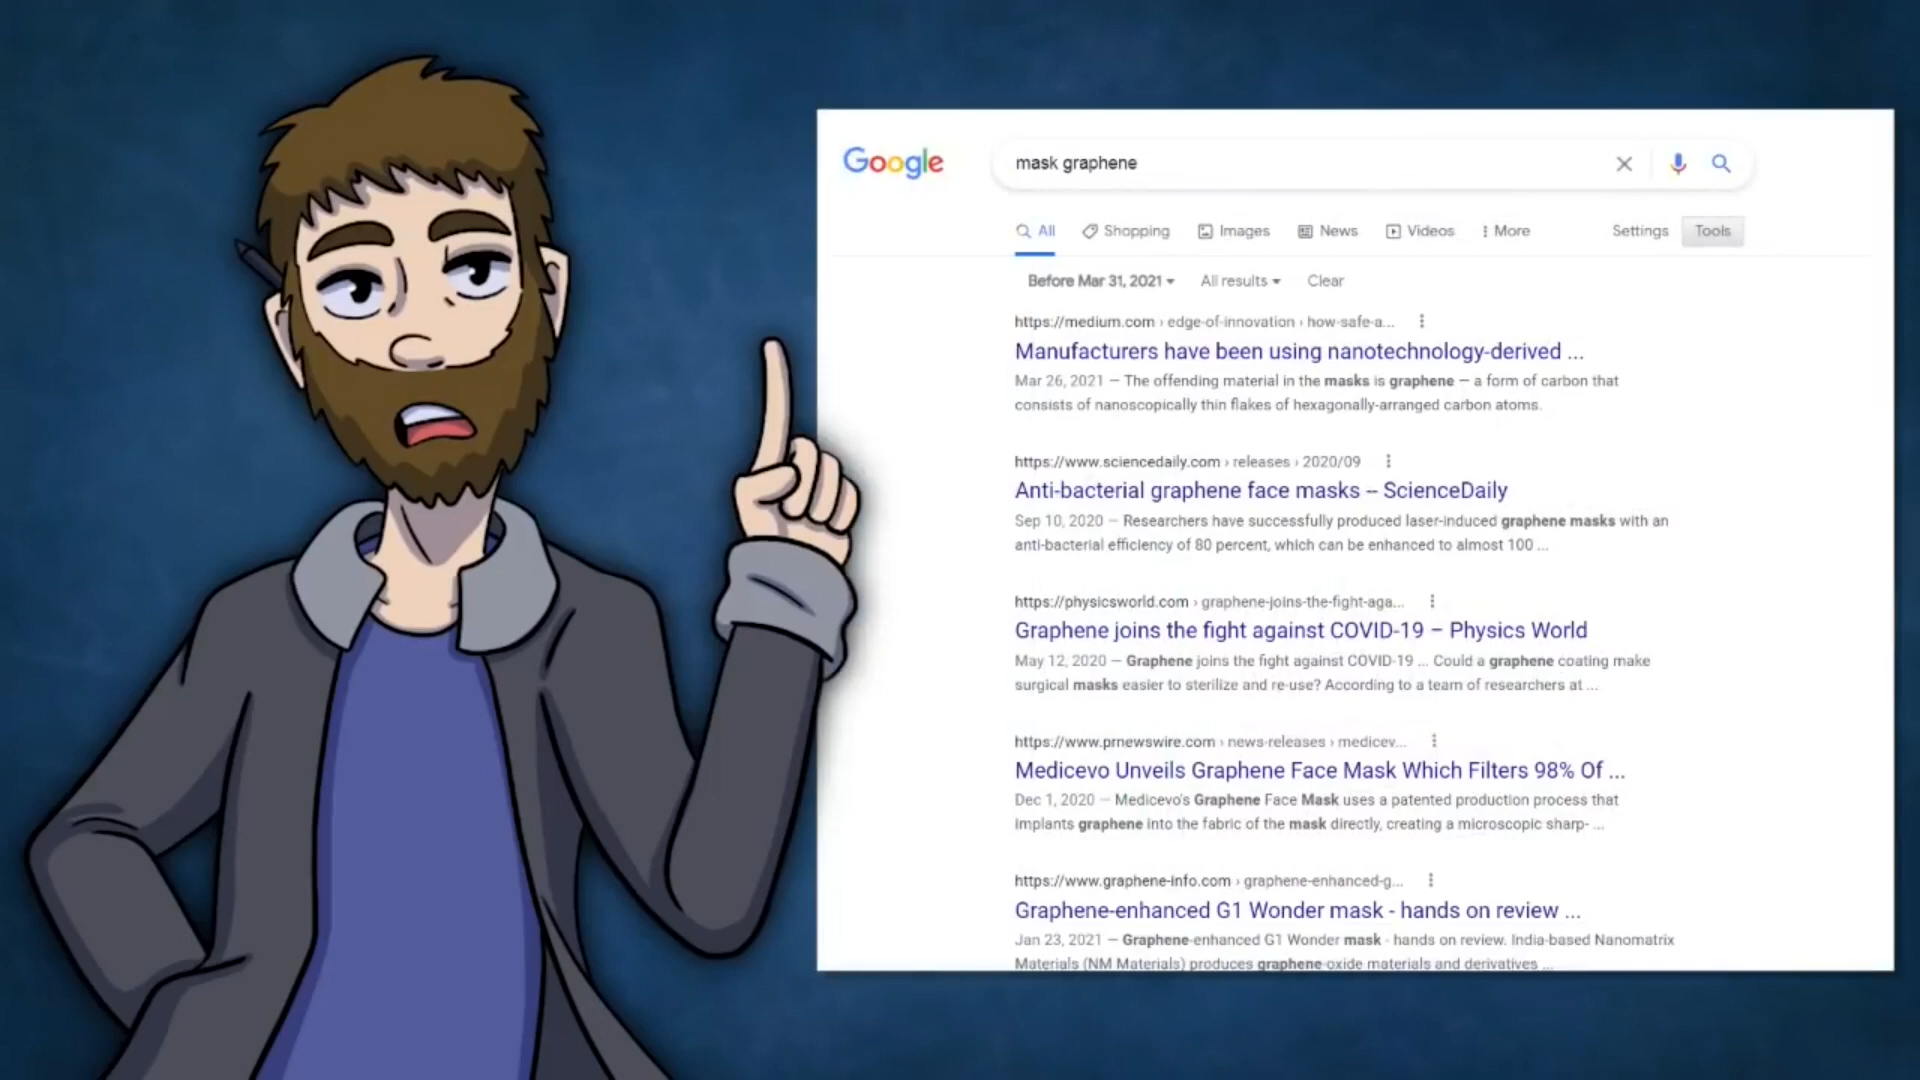 Google
mask graphene
All Shopping Images News Videos More Settings Tools
Before Mar 31, 2021 All results Clear
https://medium.com › edge-of-innovation › how-safe-a...
Manufacturers have been using nanotechnology-derived ...
Mar 26, 2021 — The offending material in the masks is graphene — a form of carbon that
consists of nanoscopically thin flakes of hexagonally-arranged carbon atoms.
https://www.sciencedaily.com › releases › 2020/09
Anti-bacterial graphene face masks -- ScienceDaily
Sep 10, 2020 — Researchers have successfully produced laser-induced graphene masks with an
anti-bacterial efficiency of 80 percent, which can be enhanced to almost 100 ...
https://physicsworld.com › graphene-joins-the-fight-aga...
Graphene joins the fight against COVID-19 – Physics World
May 12, 2020 — Graphene joins the fight against COVID-19 ... Could a graphene coating make
surgical masks easier to sterilize and re-use? According to a team of researchers at ...
https://www.prnewswire.com › news-releases › medicev...
Medicevo Unveils Graphene Face Mask Which Filters 98% Of ...
Dec 1, 2020 — Medicevo's Graphene Face Mask uses a patented production process that
implants graphene into the fabric of the mask directly, creating a microscopic sharp- ...
https://www.graphene-info.com › graphene-enhanced-g...
Graphene-enhanced G1 Wonder mask - hands on review ...
Jan 23, 2021 — Graphene-enhanced G1 Wonder mask - hands on review. India-based Nanomatrix
Materials (NM Materials) produces graphene-oxide materials and derivatives ...